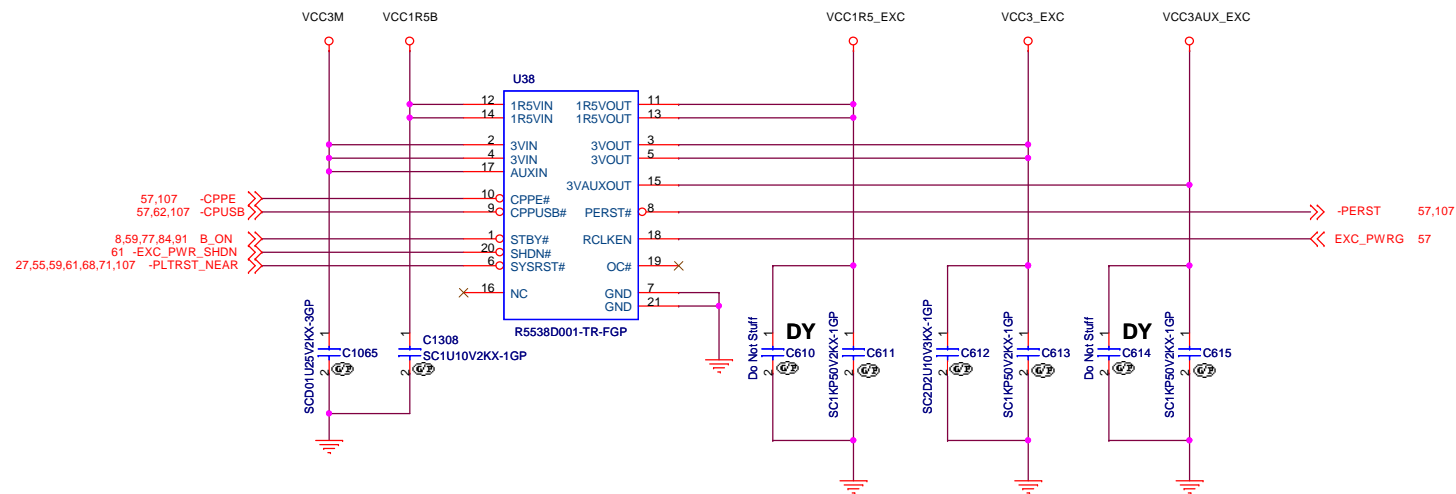 VCC3M
VCC1R5B
VCC1R5_EXC
VCC3_EXC
VCC3AUX_EXC
U38
12 1R5VIN 1R5VOUT 11
14 1R5VIN 1R5VOUT 13
2 3VIN 3VOUT 3
4 3VIN 3VOUT 5
17 AUXIN
3VAUXOUT 15
57,107 -CPPE 10 CPPE#
57,62,107 -CPUSB 9 CPPUSB# PERST# 8 -PERST 57,107
8,59,77,84,91 B_ON 1 STBY# RCLKEN 18 EXC_PWRG 57
61 -EXC_PWR_SHDN 20 SHDN#
27,55,59,61,68,71,107 -PLTRST_NEAR 6 SYSRST# OC# 19
16 NC GND 7
GND 21
R5538D001-TR-FGP
1 2 C1065 G/P
SCD01U25V2KX-3GP
1 2 C1308 G/P
SC1U10V2KX-1GP
DY
1 2 C610 G/P
Do Not Stuff
1 2 C611 G/P
SC1KP50V2KX-1GP
1 2 C612 G/P
SC2D2U10V3KX-1GP
1 2 C613 G/P
SC1KP50V2KX-1GP
DY
1 2 C614 G/P
Do Not Stuff
1 2 C615 G/P
SC1KP50V2KX-1GP